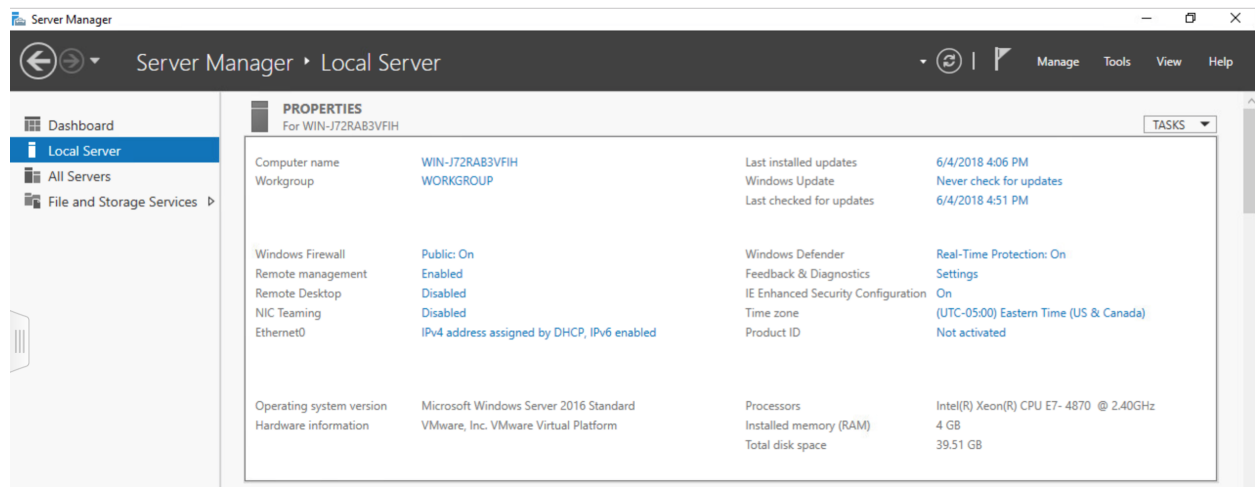 Server Manager
Server Manager ‣ Local Server
Manage Tools View Help
Dashboard
Local Server
All Servers
File and Storage Services
PROPERTIES
For WIN-J72RAB3VFIH
TASKS
Computer name WIN-J72RAB3VFIH
Workgroup WORKGROUP
Last installed updates 6/4/2018 4:06 PM
Windows Update Never check for updates
Last checked for updates 6/4/2018 4:51 PM
Windows Firewall Public: On
Remote management Enabled
Remote Desktop Disabled
NIC Teaming Disabled
Ethernet0 IPv4 address assigned by DHCP, IPv6 enabled
Windows Defender Real-Time Protection: On
Feedback & Diagnostics Settings
IE Enhanced Security Configuration On
Time zone (UTC-05:00) Eastern Time (US & Canada)
Product ID Not activated
Operating system version Microsoft Windows Server 2016 Standard
Hardware information VMware, Inc. VMware Virtual Platform
Processors Intel(R) Xeon(R) CPU E7- 4870 @ 2.40GHz
Installed memory (RAM) 4 GB
Total disk space 39.51 GB